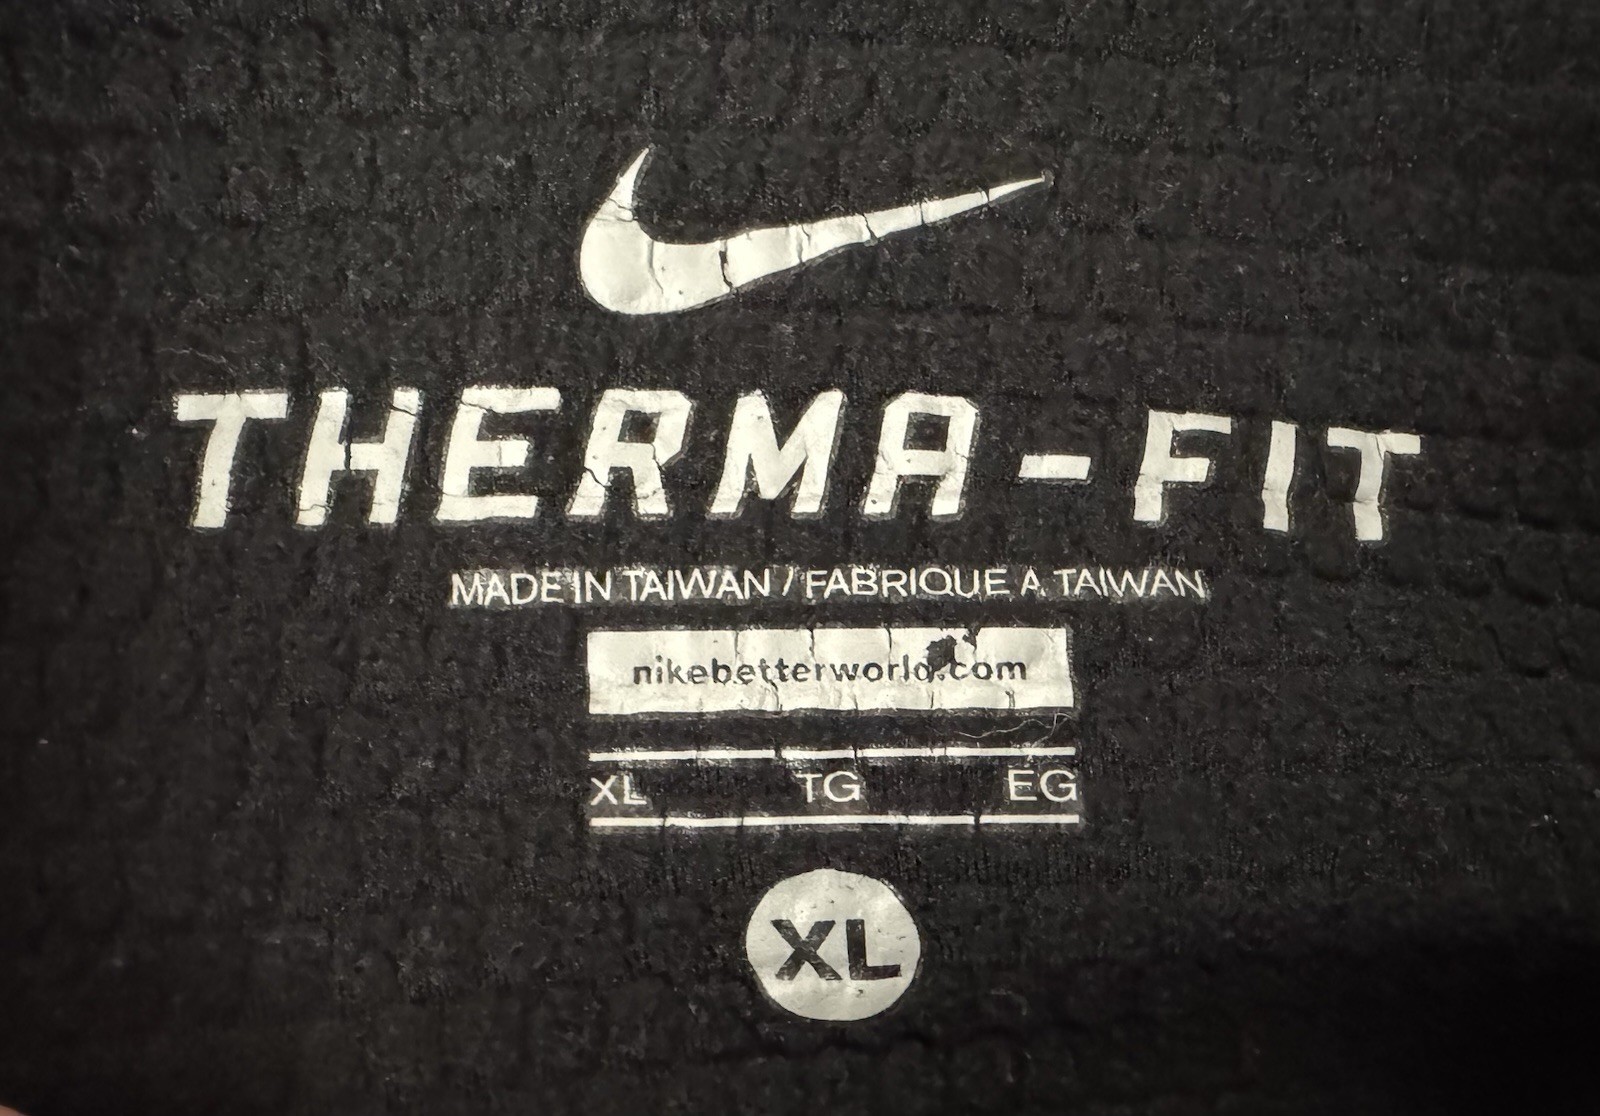 THERMA-FIT
MADE IN TAIWAN / FABRIQUE A TAIWAN
nikebetterworld.com
XL TG EG
XL